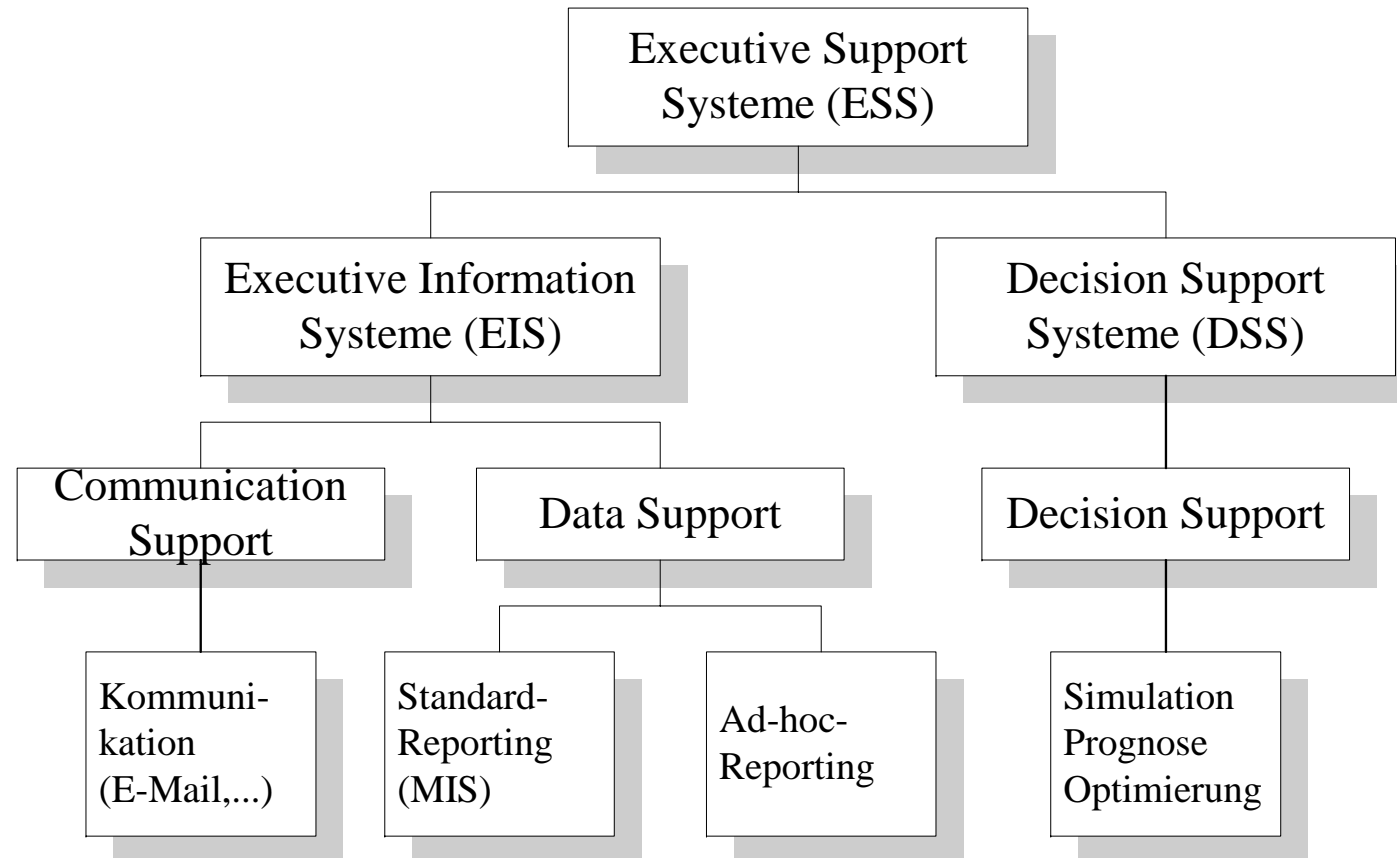 Executive Support
Systeme (ESS)
Executive Information
Systeme (EIS)
Decision Support
Systeme (DSS)
Communication
Support
Data Support
Decision Support
Kommuni-
kation
(E-Mail,...)
Standard-
Reporting
(MIS)
Ad-hoc-
Reporting
Simulation
Prognose
Optimierung